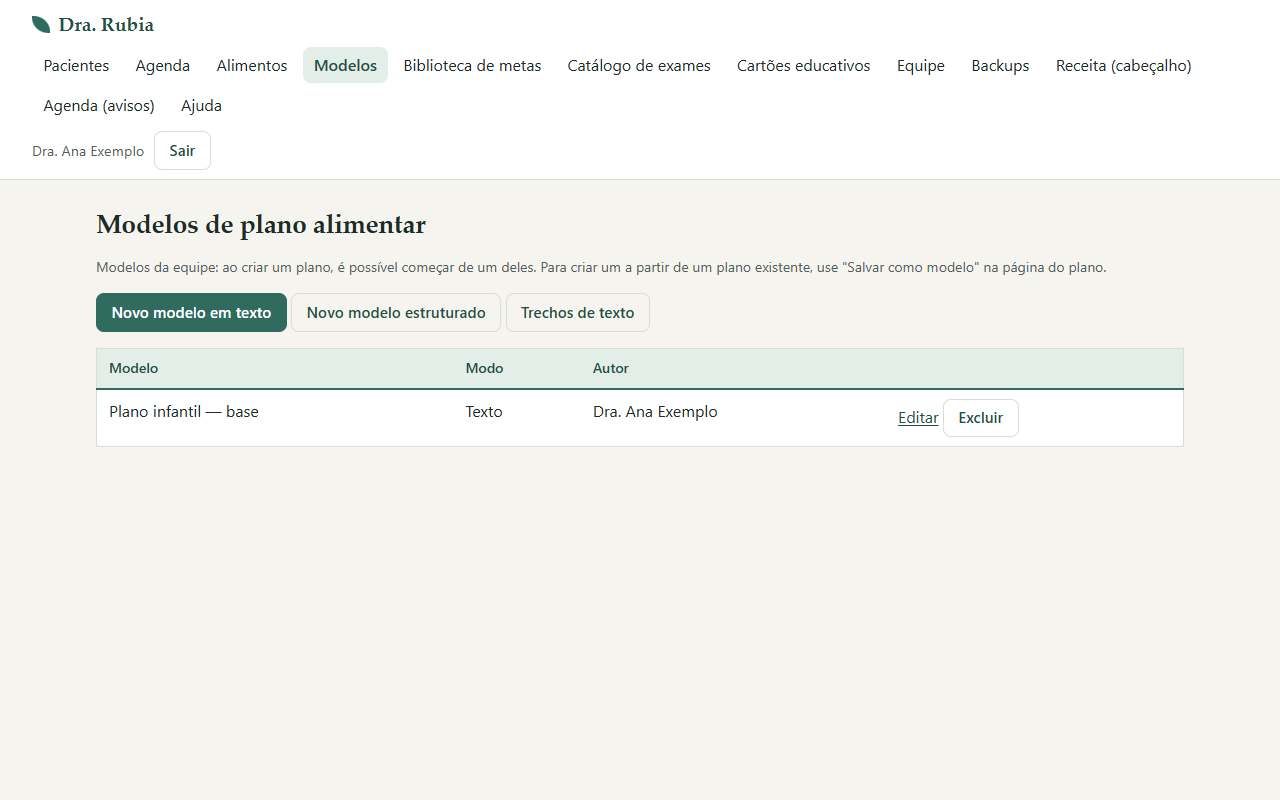 Dra. Rubia
Pacientes Agenda Alimentos Modelos Biblioteca de metas Catálogo de exames Cartões educativos Equipe Backups Receita (cabeçalho)
Agenda (avisos) Ajuda
Dra. Ana Exemplo Sair
Modelos de plano alimentar
Modelos da equipe: ao criar um plano, é possível começar de um deles. Para criar um a partir de um plano existente, use "Salvar como modelo" na página do plano.
Novo modelo em texto Novo modelo estruturado Trechos de texto
Modelo Modo Autor
Plano infantil — base Texto Dra. Ana Exemplo Editar Excluir